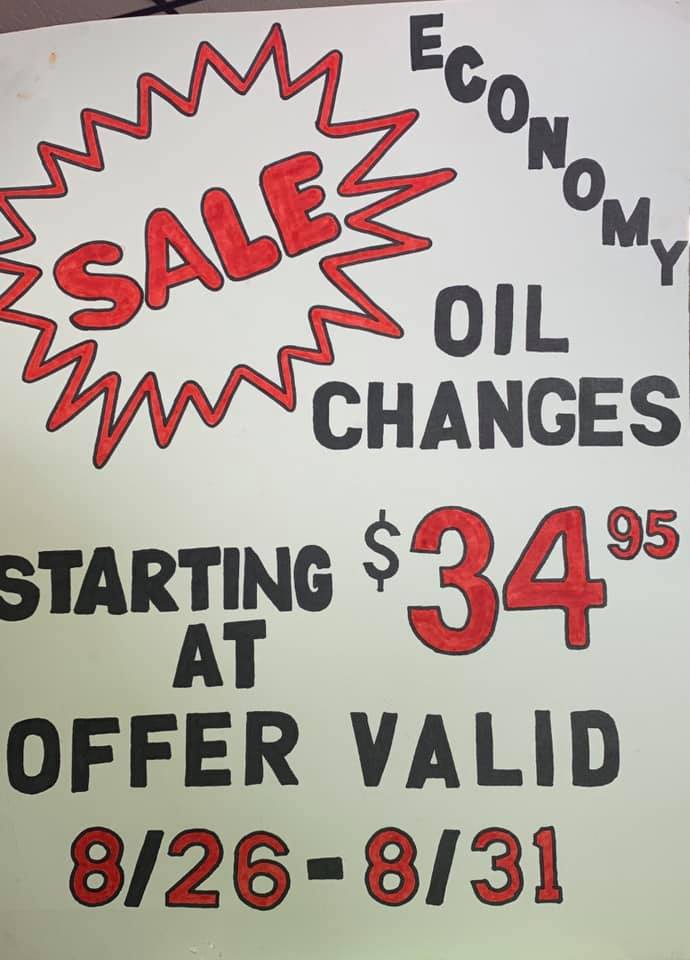 SALE
ECONOMY
OIL
CHANGES
STARTING $34 95
AT
OFFER VALID
8/26-8/31